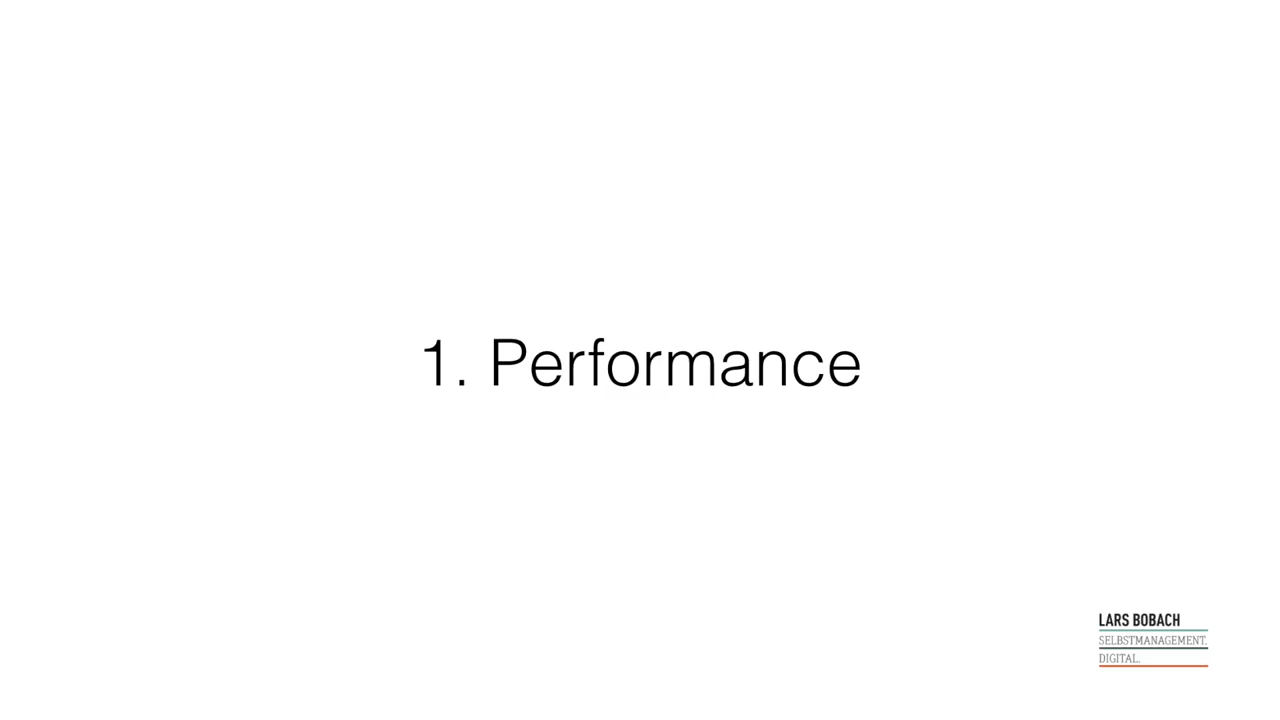 1. Performance
LARS BOBACH
SELBSTMANAGEMENT.
DIGITAL.